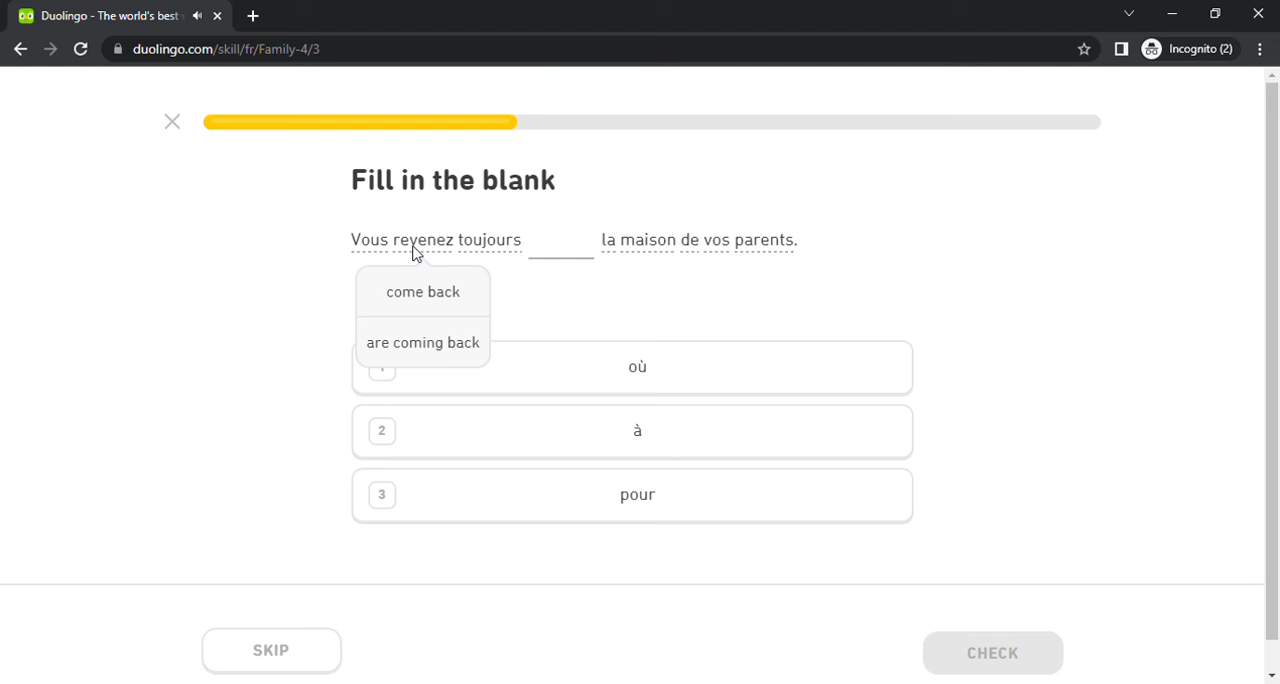 Duolingo - The world's best
duolingo.com/skill/fr/Family-4/3
Incognito (2)
Fill in the blank
Vous revenez toujours ______ la maison de vos parents.
come back
are coming back
où
2 à
3 pour
SKIP
CHECK